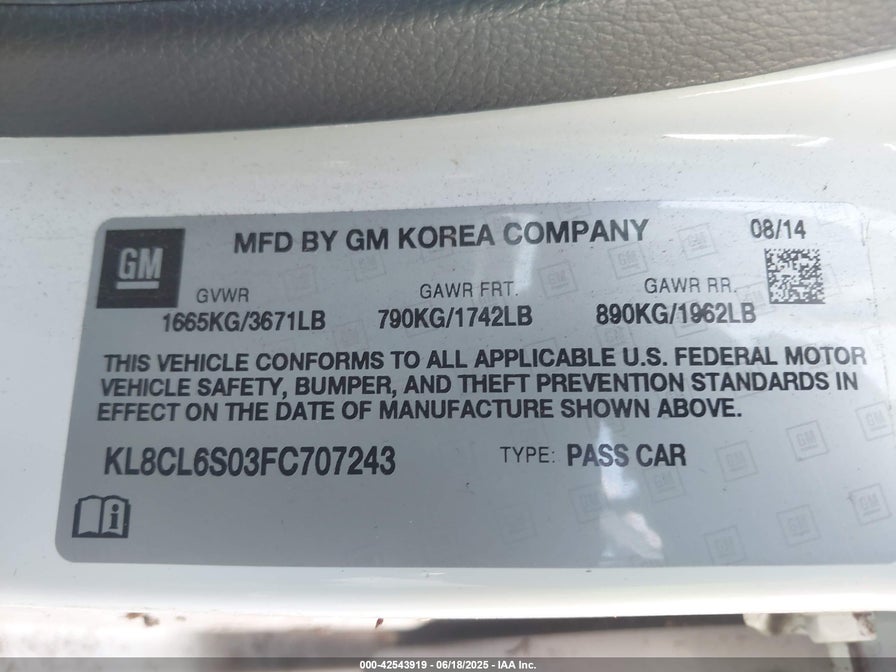 GM
MFD BY GM KOREA COMPANY
08/14
GVWR
GAWR FRT.
GAWR RR.
1665KG/3671LB
790KG/1742LB
890KG/1962LB
THIS VEHICLE CONFORMS TO ALL APPLICABLE U.S. FEDERAL MOTOR
VEHICLE SAFETY, BUMPER, AND THEFT PREVENTION STANDARDS IN
EFFECT ON THE DATE OF MANUFACTURE SHOWN ABOVE.
KL8CL6S03FC707243
TYPE: PASS CAR
000-42543919 - 06/18/2025 - IAA Inc.